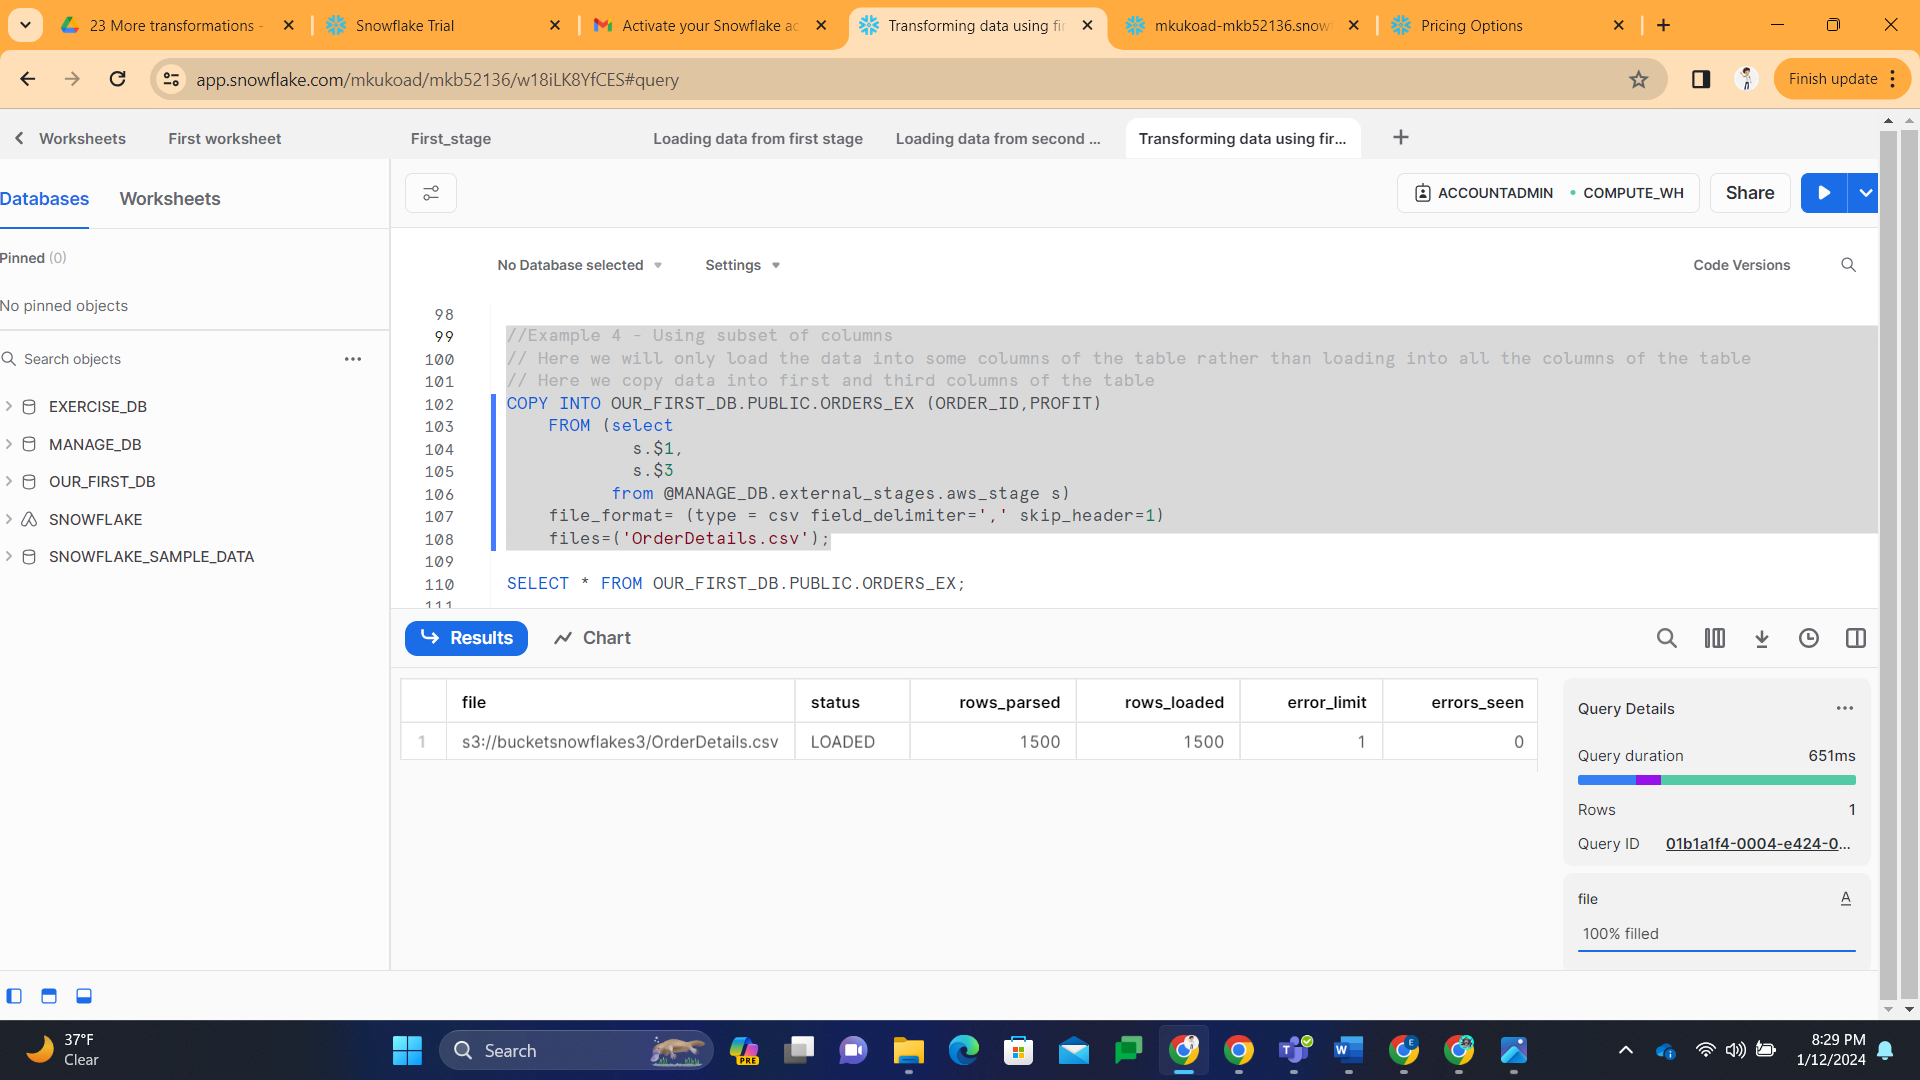 23 More transformations -
Snowflake Trial
Activate your Snowflake ac
Transforming data using fir
mkukoad-mkb52136.snowf
Pricing Options
app.snowflake.com/mkukoad/mkb52136/w18iLK8YfCES#query
Finish update
Worksheets
First worksheet
First_stage
Loading data from first stage
Loading data from second ...
Transforming data using fir...
Databases
Worksheets
ACCOUNTADMIN
COMPUTE_WH
Share
Pinned (0)
No pinned objects
No Database selected
Settings
Code Versions
Search objects
EXERCISE_DB
MANAGE_DB
OUR_FIRST_DB
SNOWFLAKE
SNOWFLAKE_SAMPLE_DATA
98
99 //Example 4 - Using subset of columns
100 // Here we will only load the data into some columns of the table rather than loading into all the columns of the table
101 // Here we copy data into first and third columns of the table
102 COPY INTO OUR_FIRST_DB.PUBLIC.ORDERS_EX (ORDER_ID,PROFIT)
103 FROM (select
104 s.$1,
105 s.$3
106 from @MANAGE_DB.external_stages.aws_stage s)
107 file_format= (type = csv field_delimiter=',' skip_header=1)
108 files=('OrderDetails.csv');
109
110 SELECT * FROM OUR_FIRST_DB.PUBLIC.ORDERS_EX;
111
Results
Chart
file status rows_parsed rows_loaded error_limit errors_seen
1 s3://bucketsnowflakes3/OrderDetails.csv LOADED 1500 1500 1 0
Query Details
Query duration 651ms
Rows 1
Query ID 01b1a1f4-0004-e424-0...
file A
100% filled
37°F
Clear
Search
PRE
8:29 PM
1/12/2024